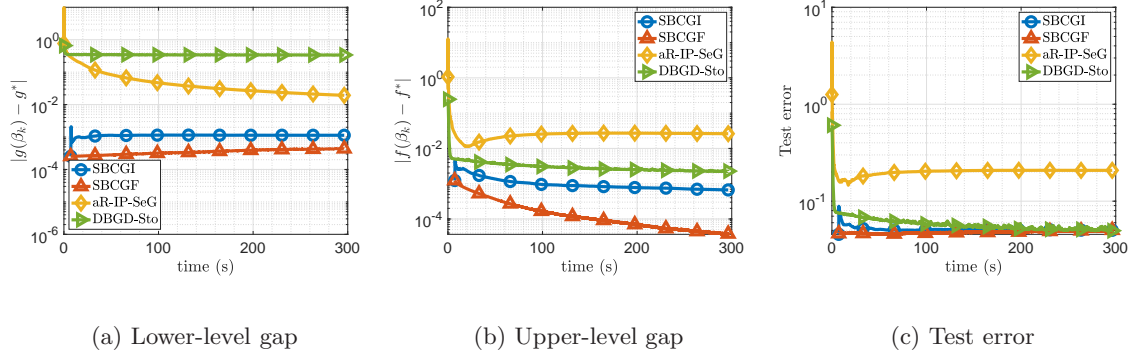 |g(β_k) − g*|
10^0
10^-2
10^-4
10^-6
SBCGI
SBCGF
aR-IP-SeG
DBGD-Sto
0 100 200 300
time (s)
(a) Lower-level gap
|f(β_k) − f*|
10^2
10^0
10^-2
10^-4
SBCGI
SBCGF
aR-IP-SeG
DBGD-Sto
0 100 200 300
time (s)
(b) Upper-level gap
Test error
10^1
10^0
10^-1
SBCGI
SBCGF
aR-IP-SeG
DBGD-Sto
0 100 200 300
time (s)
(c) Test error